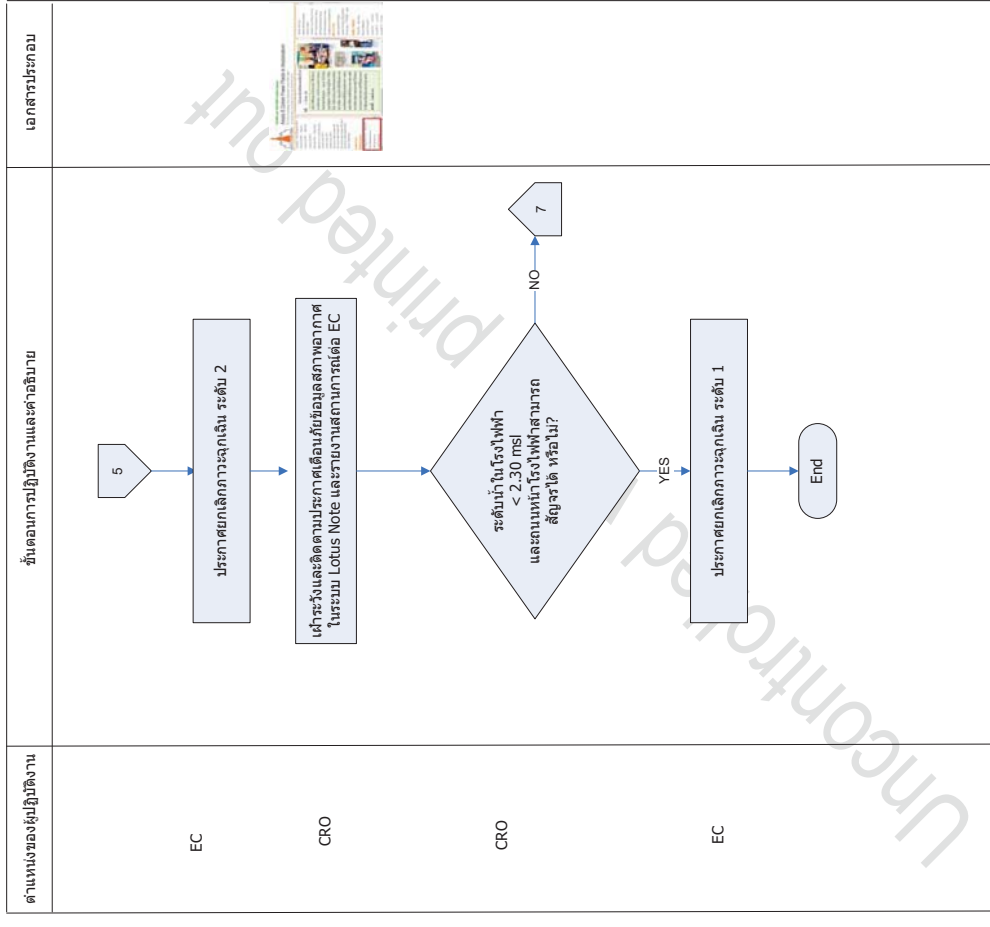 ตำแหน่งของผู้ปฏิบัติงาน
ขั้นตอนการปฏิบัติงานและคำอธิบาย
เอกสารประกอบ
5
EC
ประกาศยกเลิกภาวะฉุกเฉิน ระดับ 2
CRO
เฝ้าระวังและติดตามประกาศเตือนภัยข้อมูลสภาพอากาศ
ในระบบ Lotus Note และรายงานสถานการณ์ต่อ EC
CRO
ระดับน้ำในโรงไฟฟ้า
< 2.30 msl
และถนนหน้าโรงไฟฟ้าสามารถ
สัญจรได้ หรือไม่?
NO
7
YES
EC
ประกาศยกเลิกภาวะฉุกเฉิน ระดับ 1
End
Uncontrolled if printed out